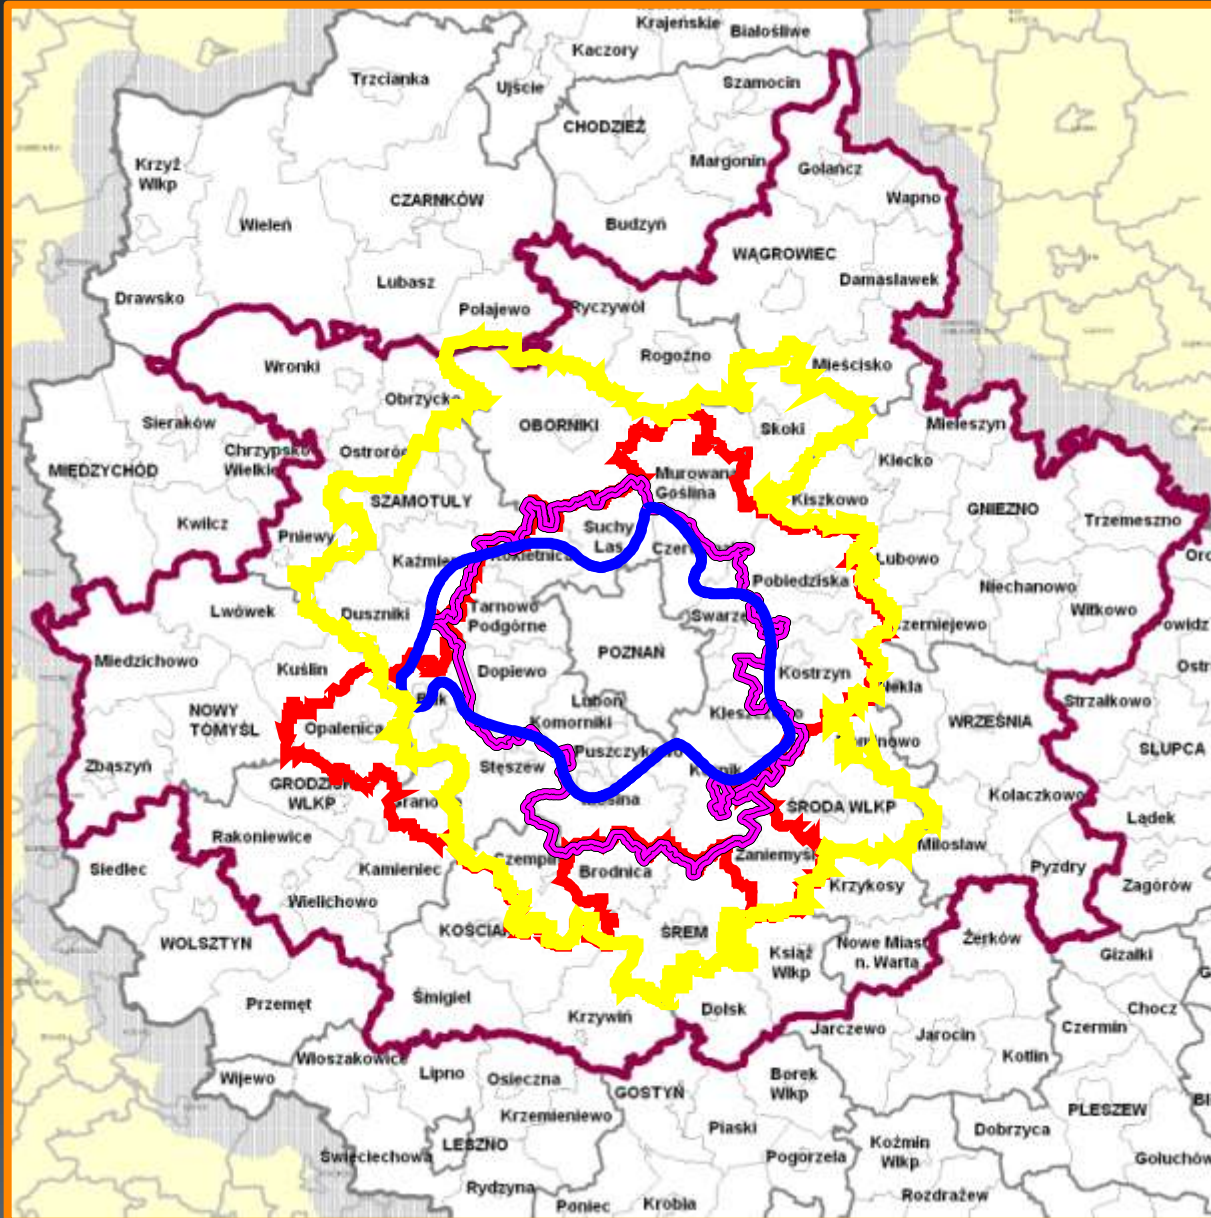 Krajeńskie
Białośliwe
Kaczory
Trzcianka
Ujście
Szamocin
CHODZIEŻ
Krzyż
Wlkp
Margonin
Gołańcz
CZARNKÓW
Wapno
Wieleń
Budzyń
WĄGROWIEC
Lubasz
Damasławek
Drawsko
Połajewo
Ryczywół
Rogoźno
Wronki
Mieścisko
Obrzycko
Sieraków
OBORNIKI
Skoki
Mieleszyn
Chrzypsko
Wielkie
Ostroróg
MIĘDZYCHÓD
Kłecko
Murowana
Goślina
SZAMOTUŁY
Kiszkowo
GNIEZNO
Kwilcz
Trzemeszno
Pniewy
Suchy
Las
Kaźmierz
Rokietnica
Łubowo
Pobiedziska
Niechanowo
Lwówek
Duszniki
Tarnowo
Podgórne
Witkowo
Czerniejewo
POZNAŃ
Miedzichowo
Kuślin
Dopiewo
Kostrzyn
Nekla
Strzałkowo
Luboń
NOWY
TOMYŚL
Opalenica
Komorniki
WRZEŚNIA
SŁUPCA
Zbąszyń
Stęszew
Puszczykowo
GRODZISK
WLKP
Kołaczkowo
ŚRODA WLKP
Lądek
Rakoniewice
Miłosław
Siedlec
Kamieniec
Brodnica
Zaniemyśl
Pyzdry
Zagórów
Krzykosy
Wielichowo
WOLSZTYN
KOŚCIAN
ŚREM
Nowe Miasto
n. Wartą
Żerków
Książ
Wlkp
Gizałki
Przemęt
Śmigiel
Krzywiń
Dolsk
Chocz
Jarczewo
Jarocin
Czermin
Włoszakowice
Kotlin
Wijewo
Lipno
Osieczna
GOSTYŃ
Borek
Wlkp
Krzemieniewo
PLESZEW
Piaski
Dobrzyca
LESZNO
Święciechowa
Koźmin
Wlkp
Pogorzela
Gołuchów
Rydzyna
Poniec
Krobia
Rozdrażew